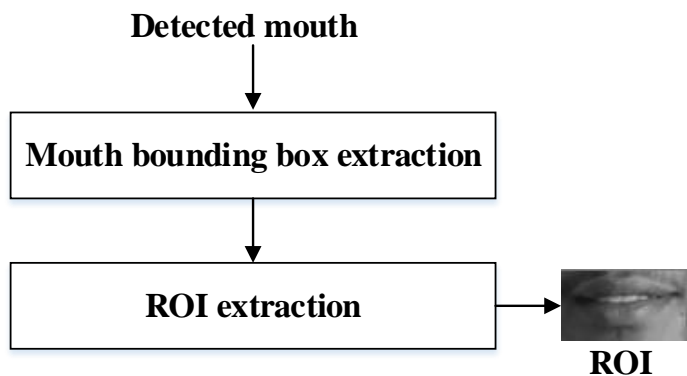 Detected mouth
Mouth bounding box extraction
ROI extraction
ROI